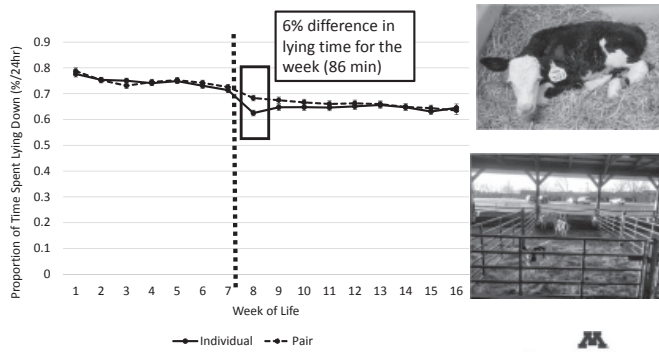 6% difference in
lying time for the
week (86 min)
Proportion of Time Spent Lying Down (%/24hr)
0.9
0.8
0.7
0.6
0.5
0.4
0.3
0.2
0.1
0
1 2 3 4 5 6 7 8 9 10 11 12 13 14 15 16
Week of Life
Individual Pair
M